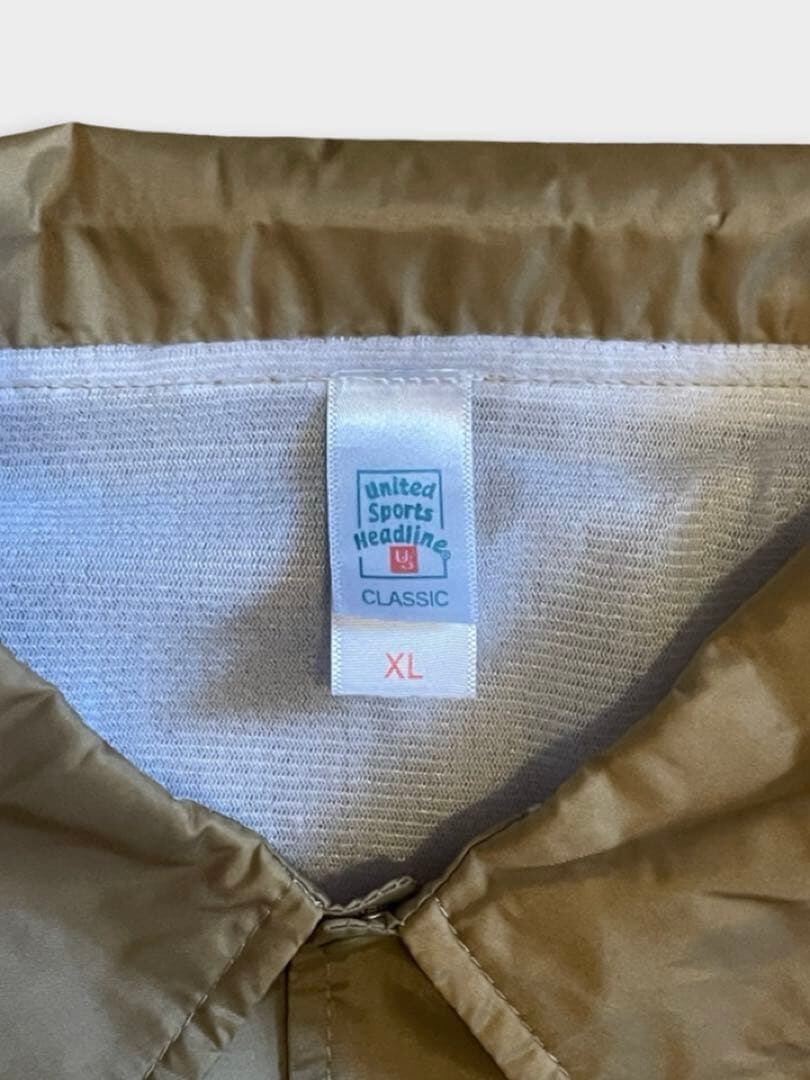 United
Sports
Headline®
US
CLASSIC
XL